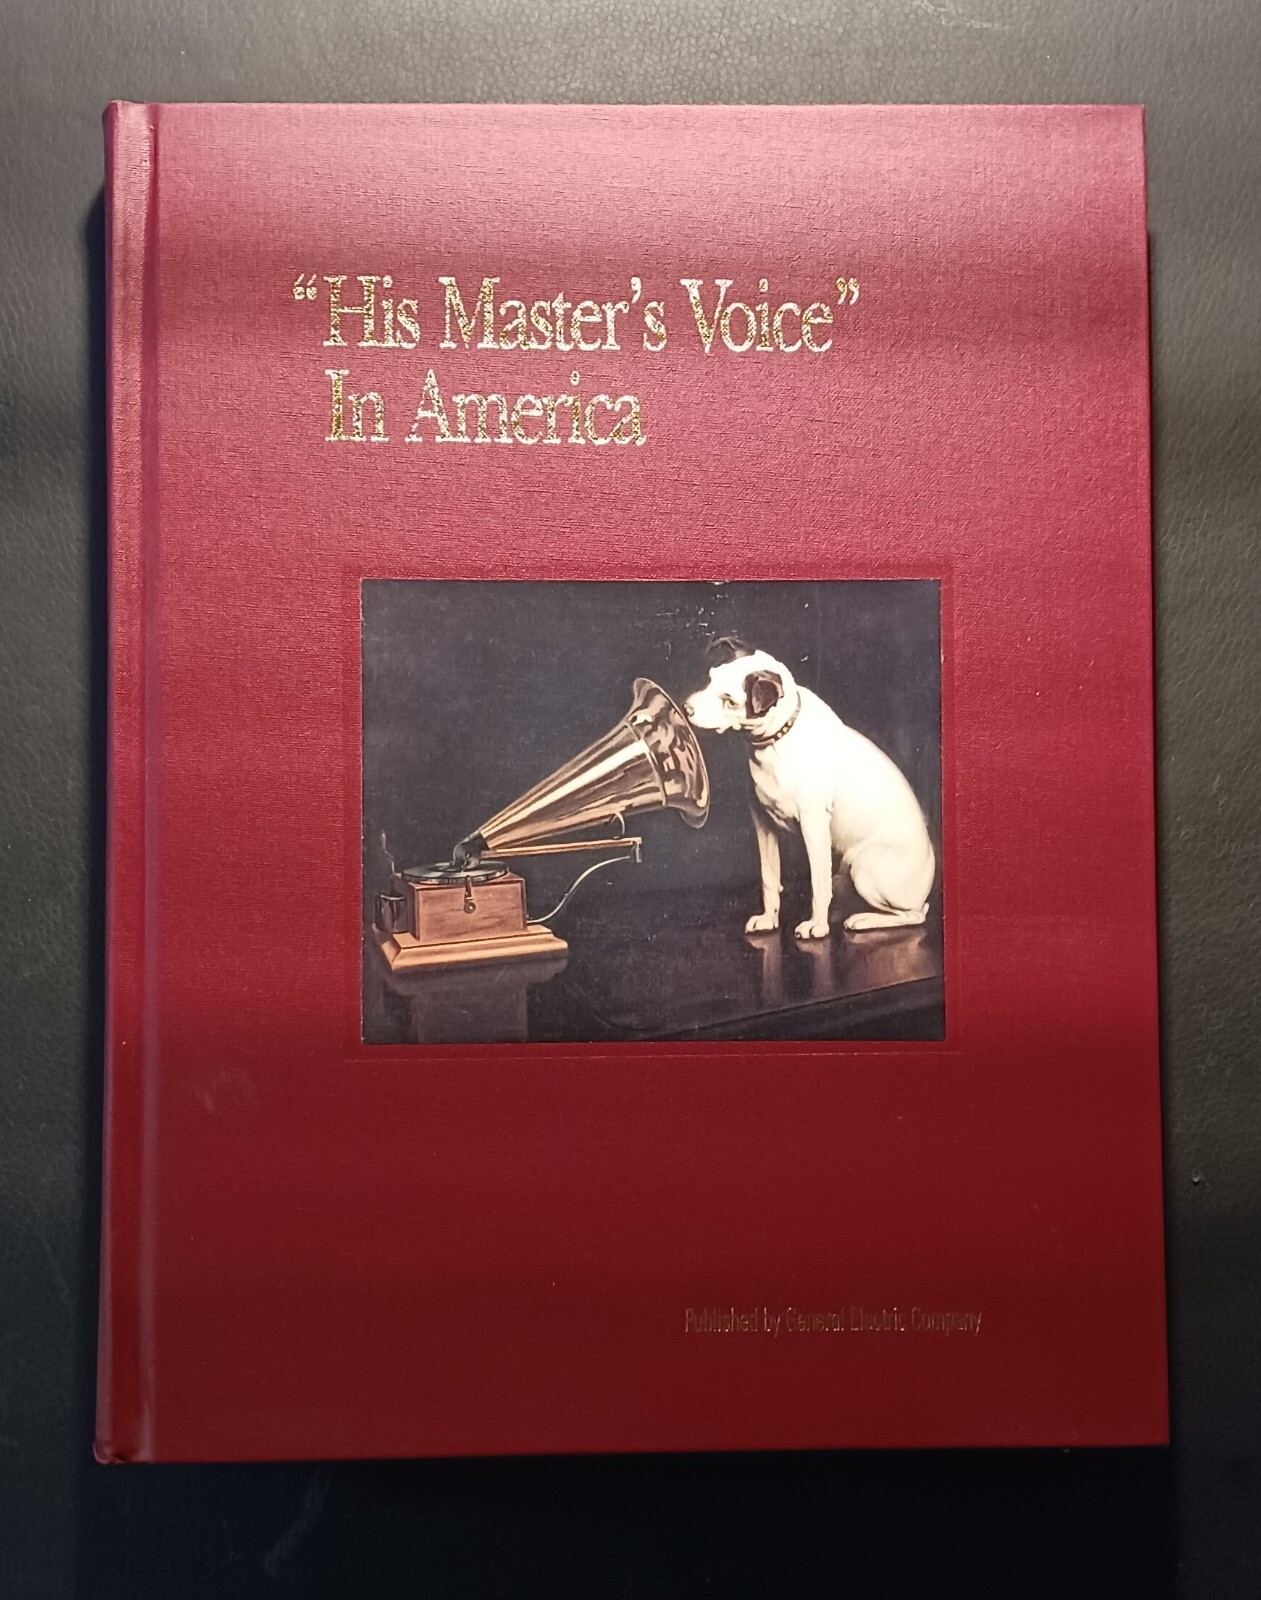 “His Master’s Voice”
In America
Published by General Electric Company